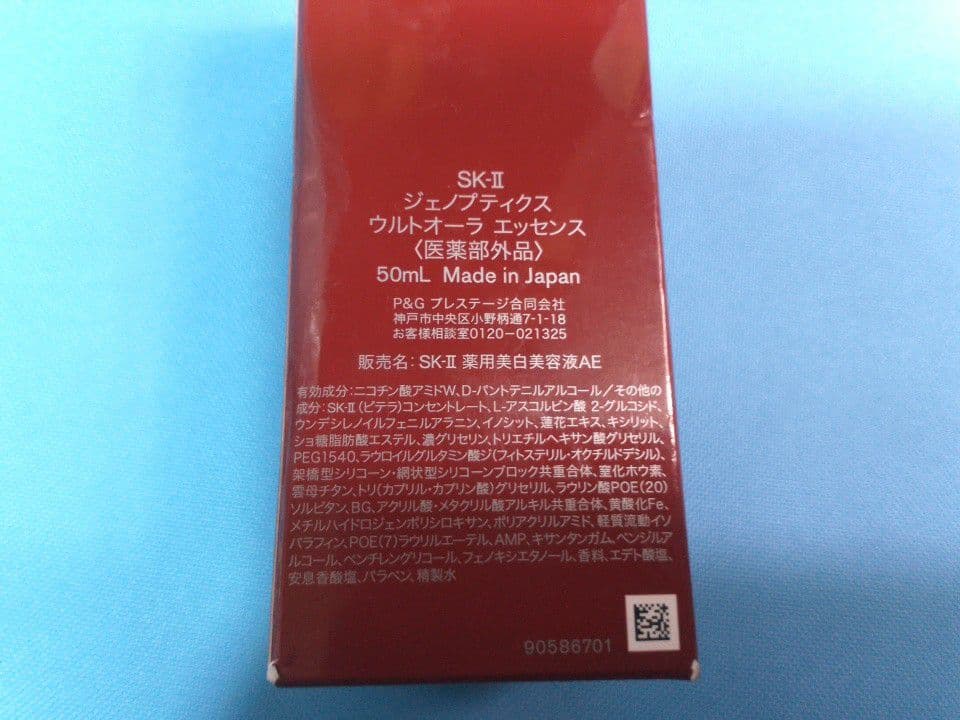 SK-II
ジェノプティクス
ウルトオーラ エッセンス
〈医薬部外品〉
50mL Made in Japan
P&G プレステージ合同会社
神戸市中央区小野柄通7-1-18
お客様相談室0120-021325
販売名：SK-II 薬用美白美容液AE
有効成分：ニコチン酸アミドW、D-パントテニルアルコール／その他の
成分：SK-II（ピテラ）コンセントレート、L-アスコルビン酸 2-グルコシド、
ウンデシレノイルフェニルアラニン、イノシット、蓮花エキス、キシリット、
ショ糖脂肪酸エステル、濃グリセリン、トリエチルヘキサン酸グリセリル、
PEG1540、ラウロイルグルタミン酸ジ（フィトステリル・オクチルドデシル）、
架橋型シリコーン・網状型シリコーンブロック共重合体、窒化ホウ素、
雲母チタン、トリ（カプリル・カプリン酸）グリセリル、ラウリン酸POE（20）
ソルビタン、BG、アクリル酸・メタクリル酸アルキル共重合体、黄酸化Fe、
メチルハイドロジェンポリシロキサン、ポリアクリルアミド、軽質流動イソ
パラフィン、POE（7）ラウリルエーテル、AMP、キサンタンガム、ベンジルア
ルコール、ペンチレングリコール、フェノキシエタノール、香料、エデト酸塩、
安息香酸塩、パラベン、精製水
90586701